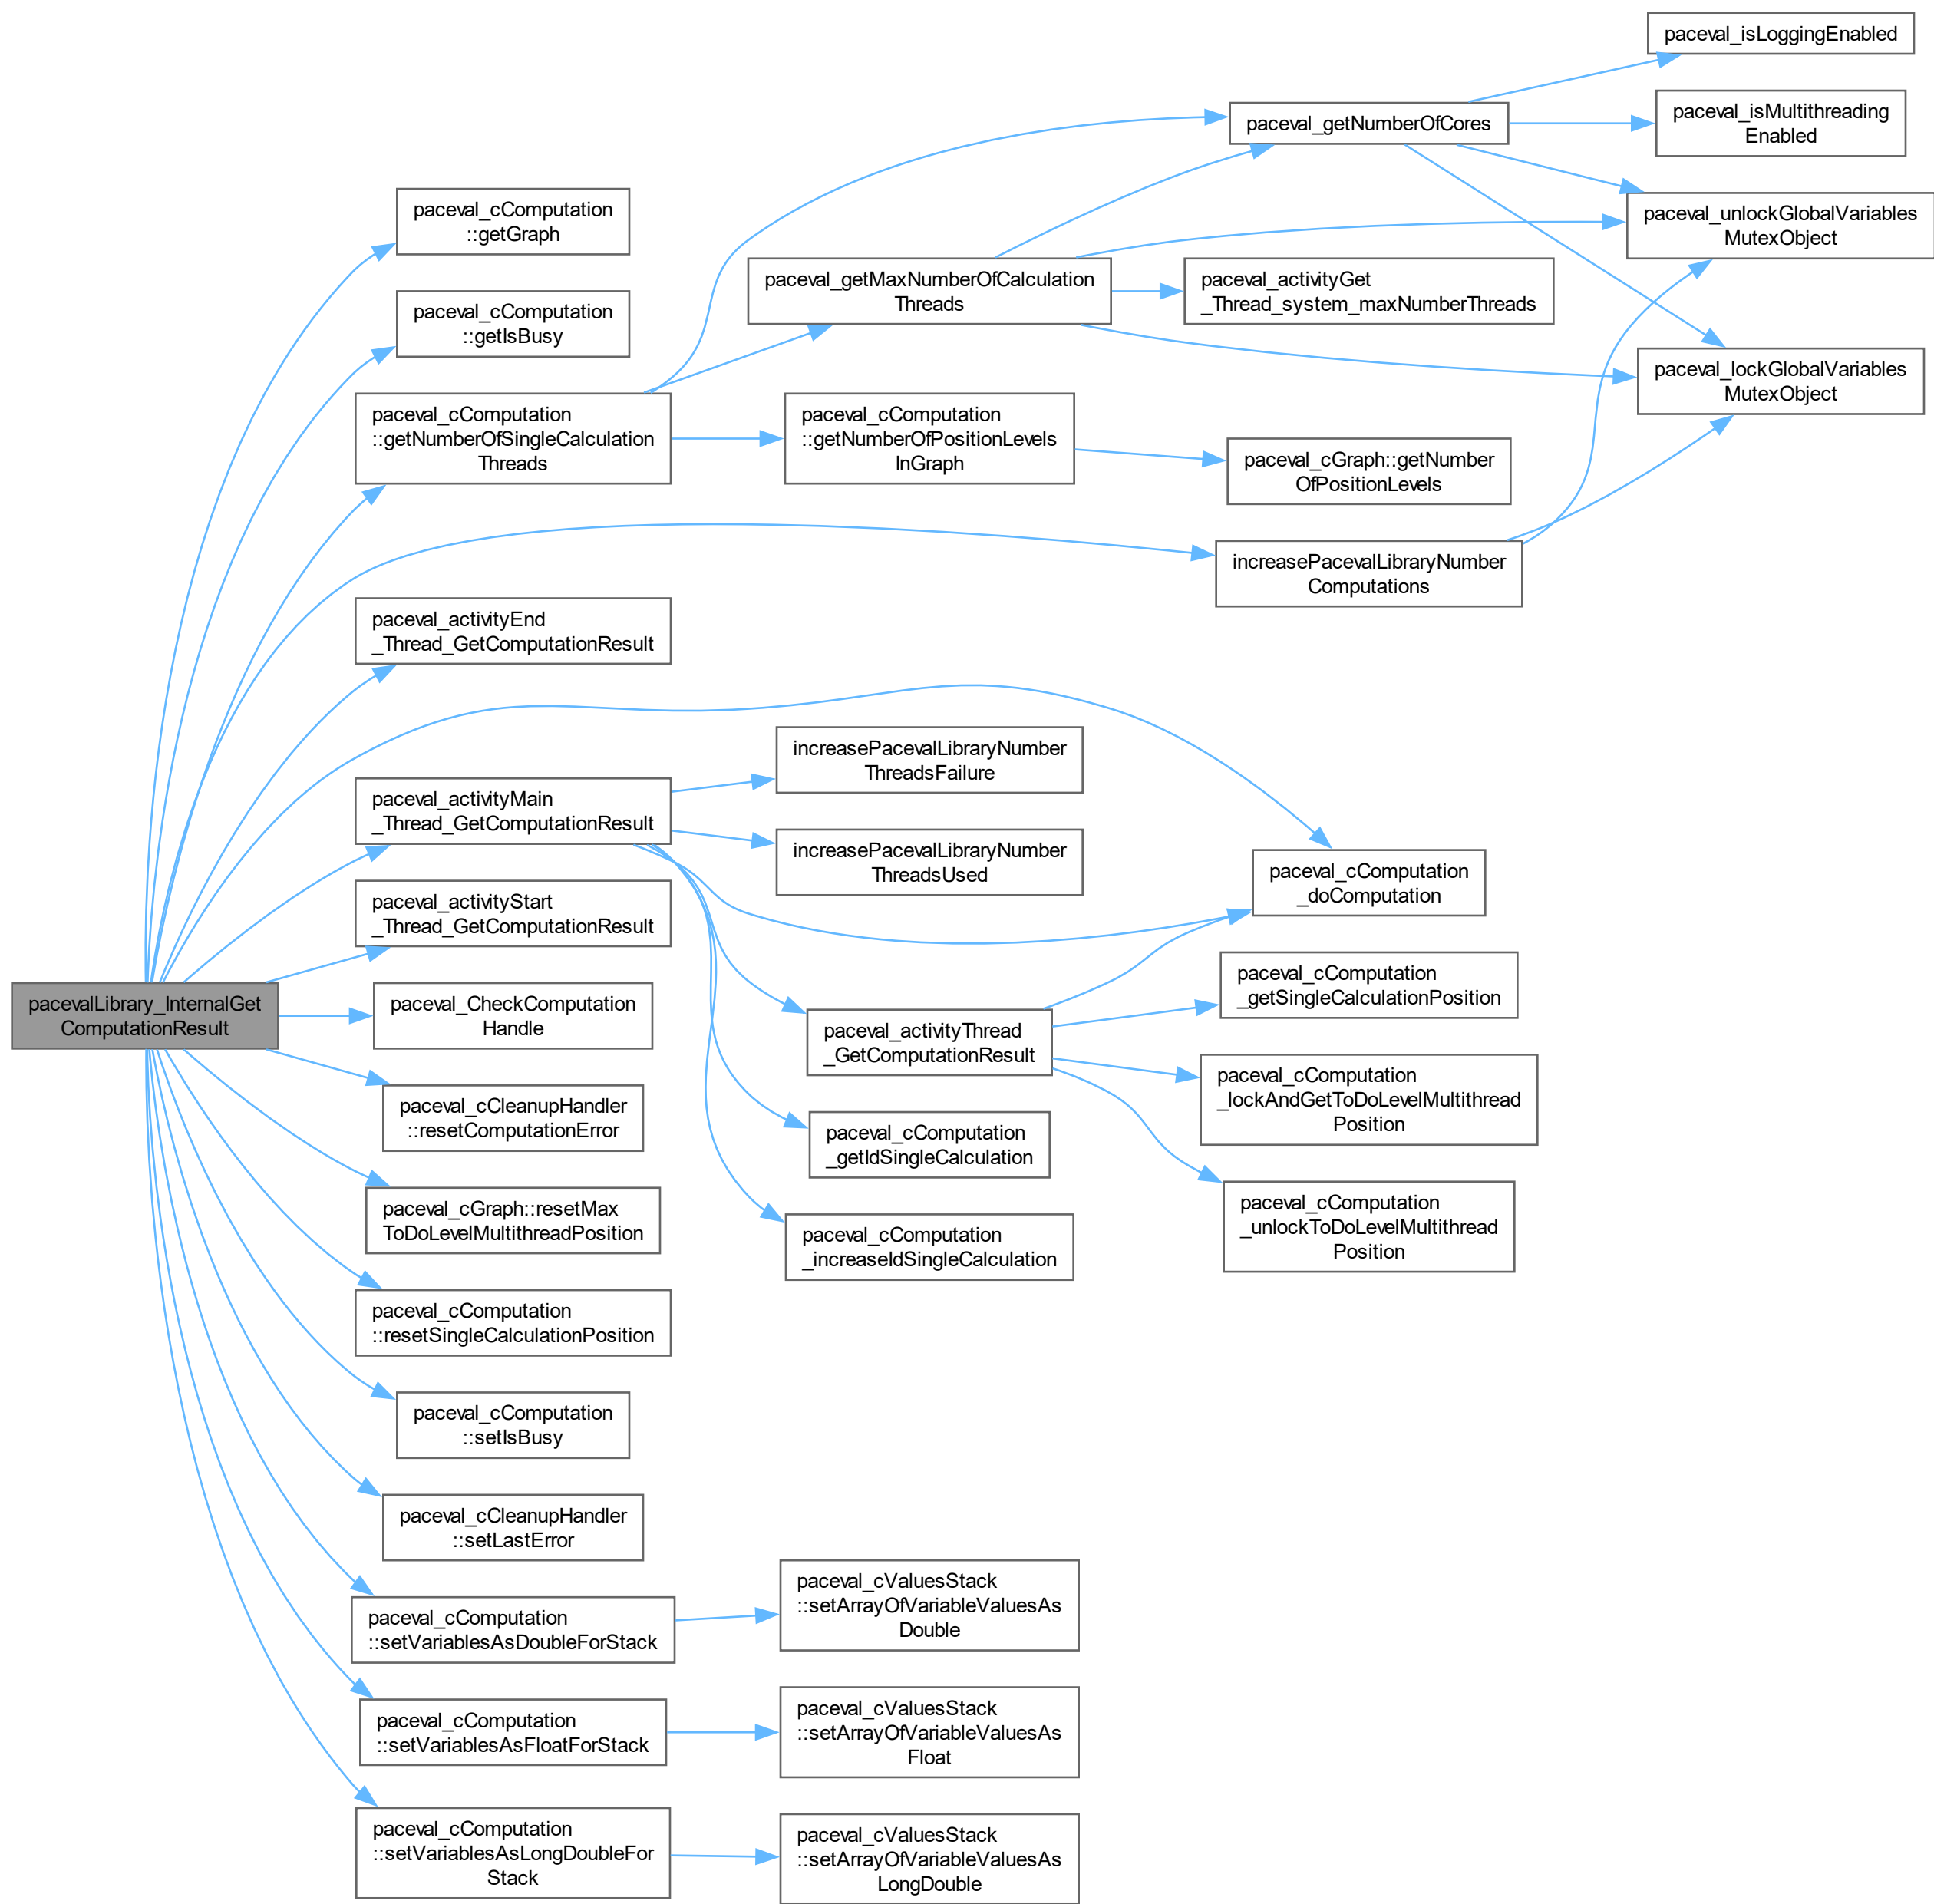 paceval_isLoggingEnabled
paceval_isMultithreading
Enabled
paceval_getNumberOfCores
paceval_unlockGlobalVariables
MutexObject
paceval_cComputation
::getGraph
paceval_getMaxNumberOfCalculation
Threads
paceval_activityGet
_Thread_system_maxNumberThreads
paceval_cComputation
::getIsBusy
paceval_lockGlobalVariables
MutexObject
paceval_cComputation
::getNumberOfSingleCalculation
Threads
paceval_cComputation
::getNumberOfPositionLevels
InGraph
paceval_cGraph::getNumber
OfPositionLevels
increasePacevalLibraryNumber
Computations
paceval_activityEnd
_Thread_GetComputationResult
increasePacevalLibraryNumber
ThreadsFailure
paceval_activityMain
_Thread_GetComputationResult
increasePacevalLibraryNumber
ThreadsUsed
paceval_cComputation
_doComputation
paceval_activityStart
_Thread_GetComputationResult
pacevalLibrary_InternalGet
ComputationResult
paceval_CheckComputation
Handle
paceval_cComputation
_getSingleCalculationPosition
paceval_activityThread
_GetComputationResult
paceval_cComputation
_lockAndGetToDoLevelMultithread
Position
paceval_cCleanupHandler
::resetComputationError
paceval_cComputation
_getIdSingleCalculation
paceval_cGraph::resetMax
ToDoLevelMultithreadPosition
paceval_cComputation
_unlockToDoLevelMultithread
Position
paceval_cComputation
_increaseIdSingleCalculation
paceval_cComputation
::resetSingleCalculationPosition
paceval_cComputation
::setIsBusy
paceval_cCleanupHandler
::setLastError
paceval_cComputation
::setVariablesAsDoubleForStack
paceval_cValuesStack
::setArrayOfVariableValuesAs
Double
paceval_cComputation
::setVariablesAsFloatForStack
paceval_cValuesStack
::setArrayOfVariableValuesAs
Float
paceval_cComputation
::setVariablesAsLongDoubleFor
Stack
paceval_cValuesStack
::setArrayOfVariableValuesAs
LongDouble